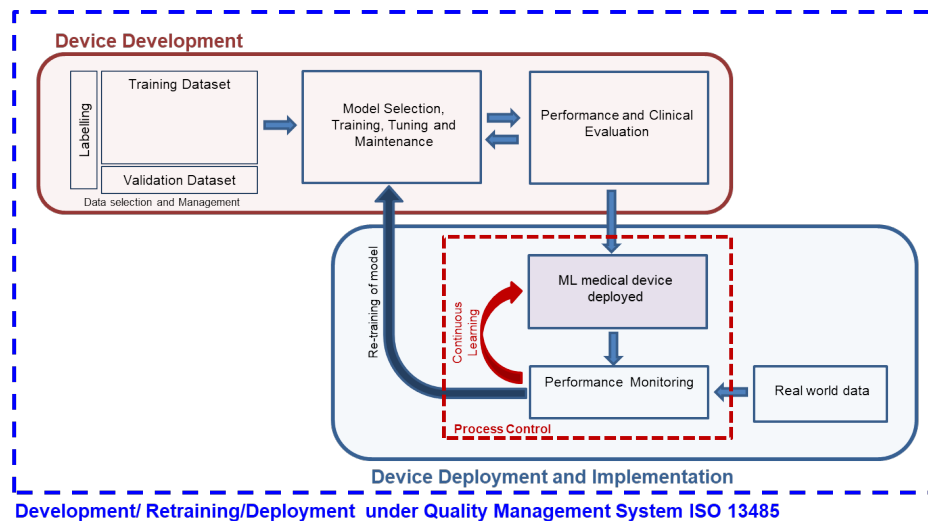 Device Development
Labelling
Training Dataset
Validation Dataset
Data selection and Management
Model Selection,
Training, Tuning and
Maintenance
Performance and Clinical
Evaluation
Re-training of model
Continuous
Learning
ML medical device
deployed
Performance Monitoring
Real world data
Process Control
Device Deployment and Implementation
Development/ Retraining/Deployment under Quality Management System ISO 13485